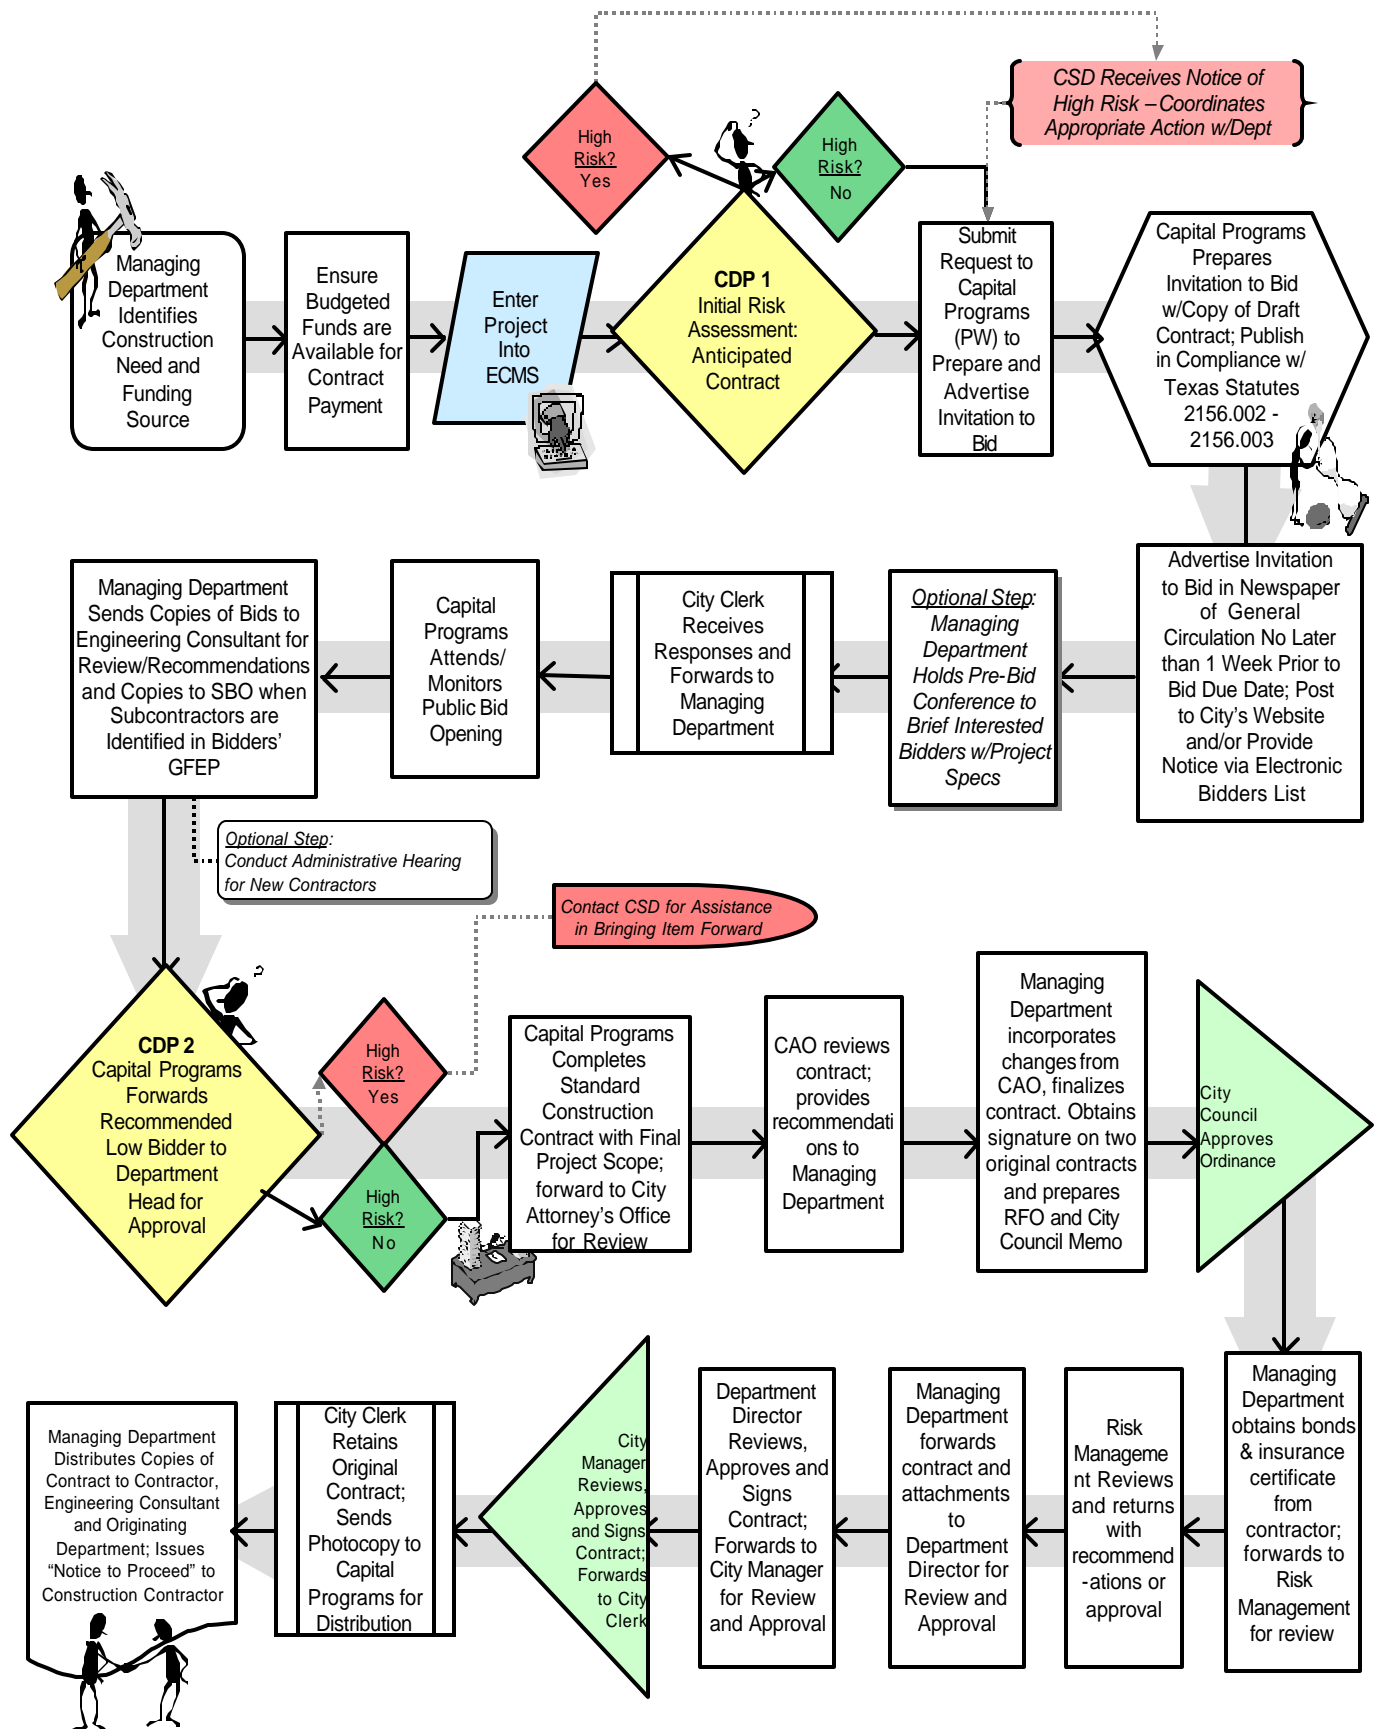 CSD Receives Notice of
High Risk – Coordinates
Appropriate Action w/Dept
High
Risk?
Yes
High
Risk?
No
Managing
Department
Identifies
Construction
Need and
Funding
Source
Ensure
Budgeted
Funds are
Available for
Contract
Payment
Enter
Project
Into
ECMS
CDP 1
Initial Risk
Assessment:
Anticipated
Contract
Submit
Request to
Capital
Programs
(PW) to
Prepare and
Advertise
Invitation to
Bid
Capital Programs
Prepares
Invitation to Bid
w/Copy of Draft
Contract; Publish
in Compliance w/
Texas Statutes
2156.002 -
2156.003
Advertise Invitation
to Bid in Newspaper
of General
Circulation No Later
than 1 Week Prior to
Bid Due Date; Post
to City's Website
and/or Provide
Notice via Electronic
Bidders List
Optional Step:
Managing
Department
Holds Pre-Bid
Conference to
Brief Interested
Bidders w/Project
Specs
City Clerk
Receives
Responses and
Forwards to
Managing
Department
Capital
Programs
Attends/
Monitors
Public Bid
Opening
Managing Department
Sends Copies of Bids to
Engineering Consultant for
Review/Recommendations
and Copies to SBO when
Subcontractors are
Identified in Bidders'
GFEP
Optional Step:
Conduct Administrative Hearing
for New Contractors
Contact CSD for Assistance
in Bringing Item Forward
CDP 2
Capital Programs
Forwards
Recommended
Low Bidder to
Department
Head for
Approval
High
Risk?
Yes
High
Risk?
No
Capital Programs
Completes
Standard
Construction
Contract with Final
Project Scope;
forward to City
Attorney's Office
for Review
CAO reviews
contract;
provides
recommendati
ons to
Managing
Department
Managing
Department
incorporates
changes from
CAO, finalizes
contract. Obtains
signature on two
original contracts
and prepares
RFO and City
Council Memo
City
Council
Approves
Ordinance
Managing
Department
obtains bonds
& insurance
certificate
from
contractor;
forwards to
Risk
Management
for review
Risk
Manageme
nt Reviews
and returns
with
recommend
-ations or
approval
Managing
Department
forwards
contract and
attachments
to
Department
Director for
Review and
Approval
Department
Director
Reviews,
Approves and
Signs
Contract;
Forwards to
City Manager
for Review
and Approval
City
Manager
Reviews,
Approves
and Signs
Contract;
Forwards
to City
Clerk
City Clerk
Retains
Original
Contract;
Sends
Photocopy to
Capital
Programs for
Distribution
Managing Department
Distributes Copies of
Contract to Contractor,
Engineering Consultant
and Originating
Department; Issues
“Notice to Proceed” to
Construction Contractor